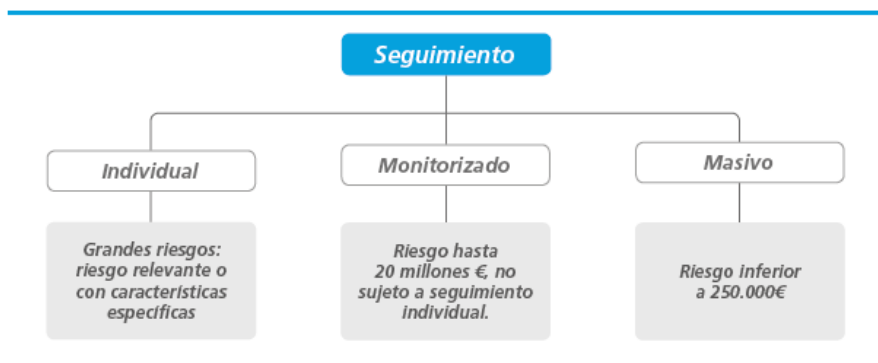 Seguimiento
Individual
Monitorizado
Masivo
Grandes riesgos:
riesgo relevante o
con características
específicas
Riesgo hasta
20 millones €, no
sujeto a seguimiento
individual.
Riesgo inferior
a 250.000€